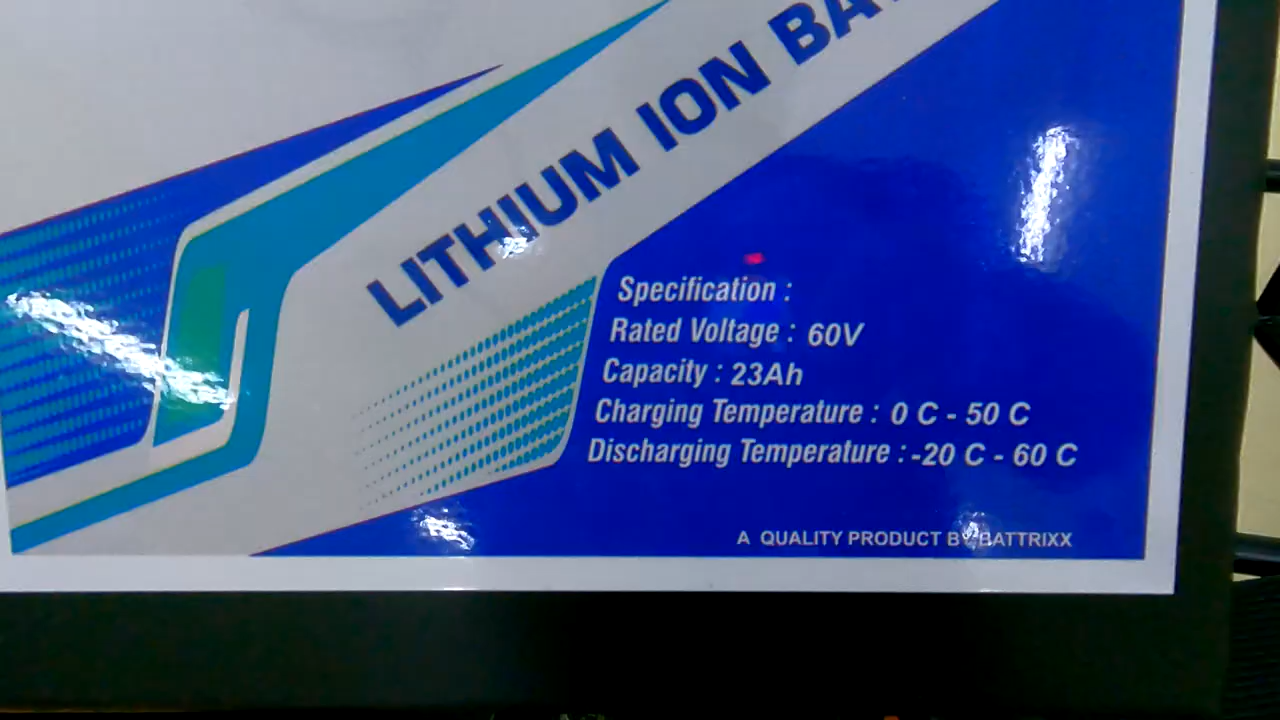 LITHIUM ION
Specification :
Rated Voltage : 60V
Capacity : 23Ah
Charging Temperature : 0 C - 50 C
Discharging Temperature : -20 C - 60 C
A QUALITY PRODUCT BY BATTRIXX